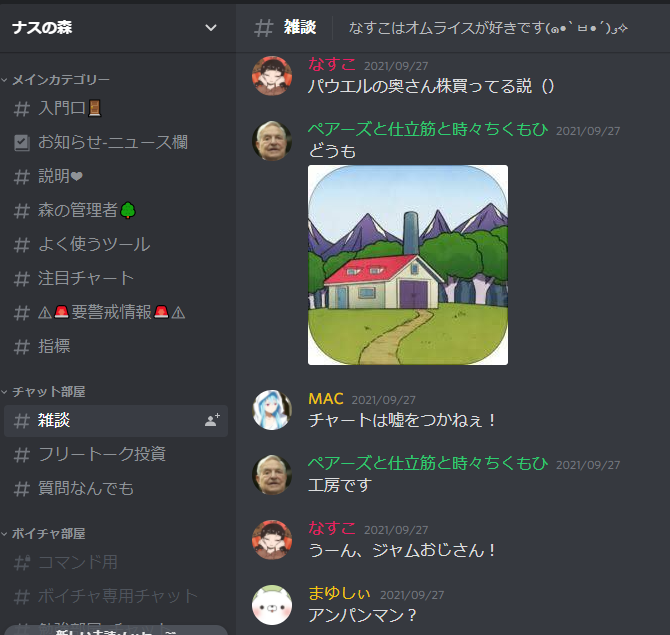 ナスの森
メインカテゴリー
入門口🚪
お知らせ-ニュース欄
説明❤
森の管理者🌳
よく使うツール
注目チャート
⚠🚨要警戒情報🚨⚠
指標
チャット部屋
雑談
フリートーク投資
質問なんでも
ボイチャ部屋
コマンド用
ボイチャ専用チャット
# 雑談 なすこはオムライスが好きです(๑•̀ㅂ•́)و✧
なすこ 2021/09/27
パウエルの奥さん株買ってる説（）
ペアーズと仕立筋と時々ちくもひ 2021/09/27
どうも
MAC 2021/09/27
チャートは嘘をつかねぇ！
ペアーズと仕立筋と時々ちくもひ 2021/09/27
工房です
なすこ 2021/09/27
うーん、ジャムおじさん！
まゆしぃ 2021/09/27
アンパンマン？